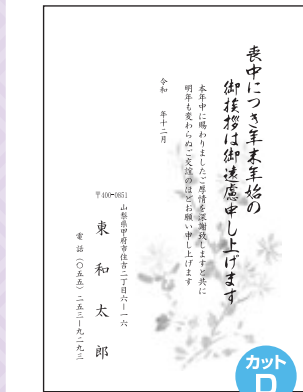 喪中につき年末年始の
御挨拶は御遠慮申し上げます
本年中に賜わりましたご厚情を深謝致しますと共に
明年も変わらぬご交誼のほどお願い申し上げます
令和　年十二月
〒400-0851
山梨県甲府市住吉二丁目六－一六
東　和　太　郎
電話（〇五五）二五三－九二九三
カット
D